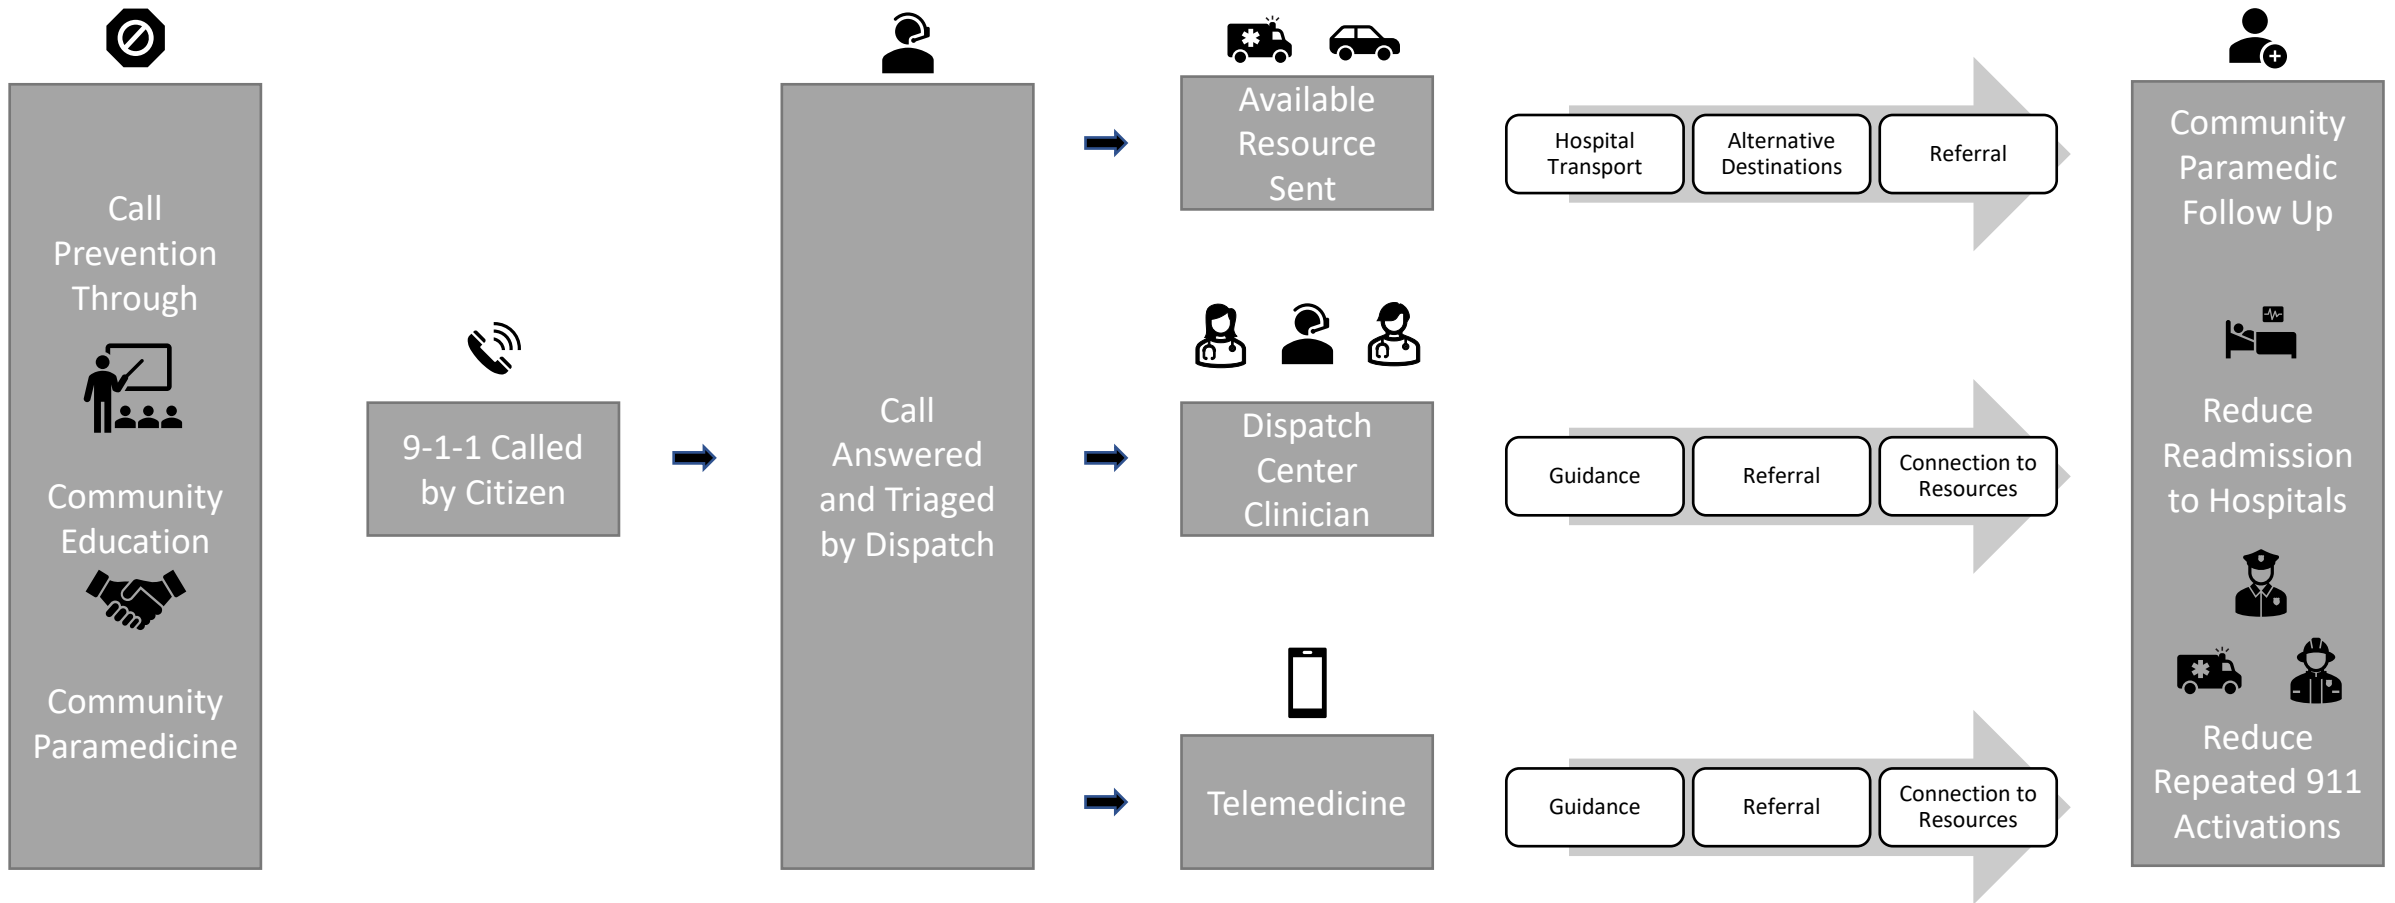 Call
Prevention
Through
Community
Education
Community
Paramedicine
9-1-1 Called
by Citizen
Call
Answered
and Triaged
by Dispatch
Available
Resource
Sent
Hospital
Transport
Alternative
Destinations
Referral
Dispatch
Center
Clinician
Guidance
Referral
Connection to
Resources
Telemedicine
Guidance
Referral
Connection to
Resources
Community
Paramedic
Follow Up
Reduce
Readmission
to Hospitals
Reduce
Repeated 911
Activations